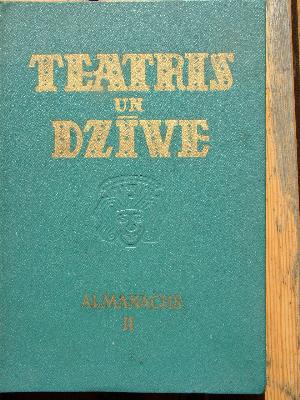 TEATRIS
UN
DZĪVE
ALMANACHS
II